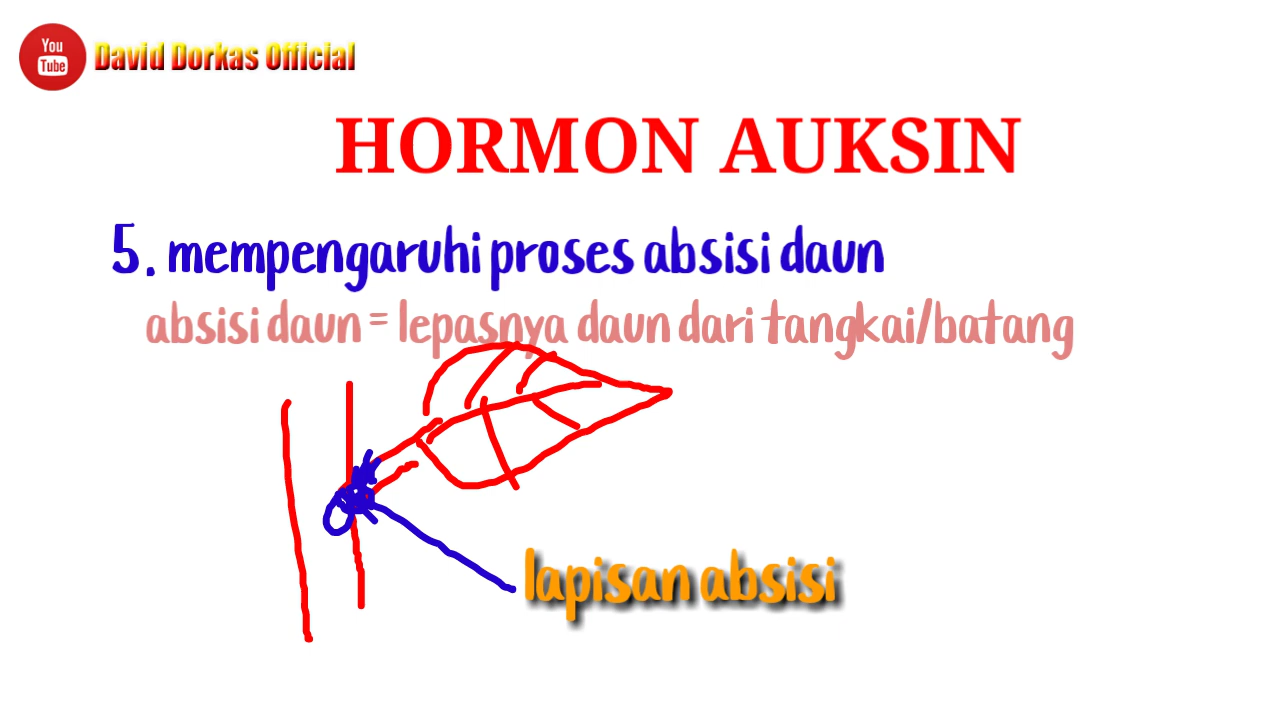 You
Tube
David Dorkas Official
HORMON AUKSIN
5. mempengaruhi proses absisi daun
absisi daun = lepasnya daun dari tangkai/batang
lapisan absisi